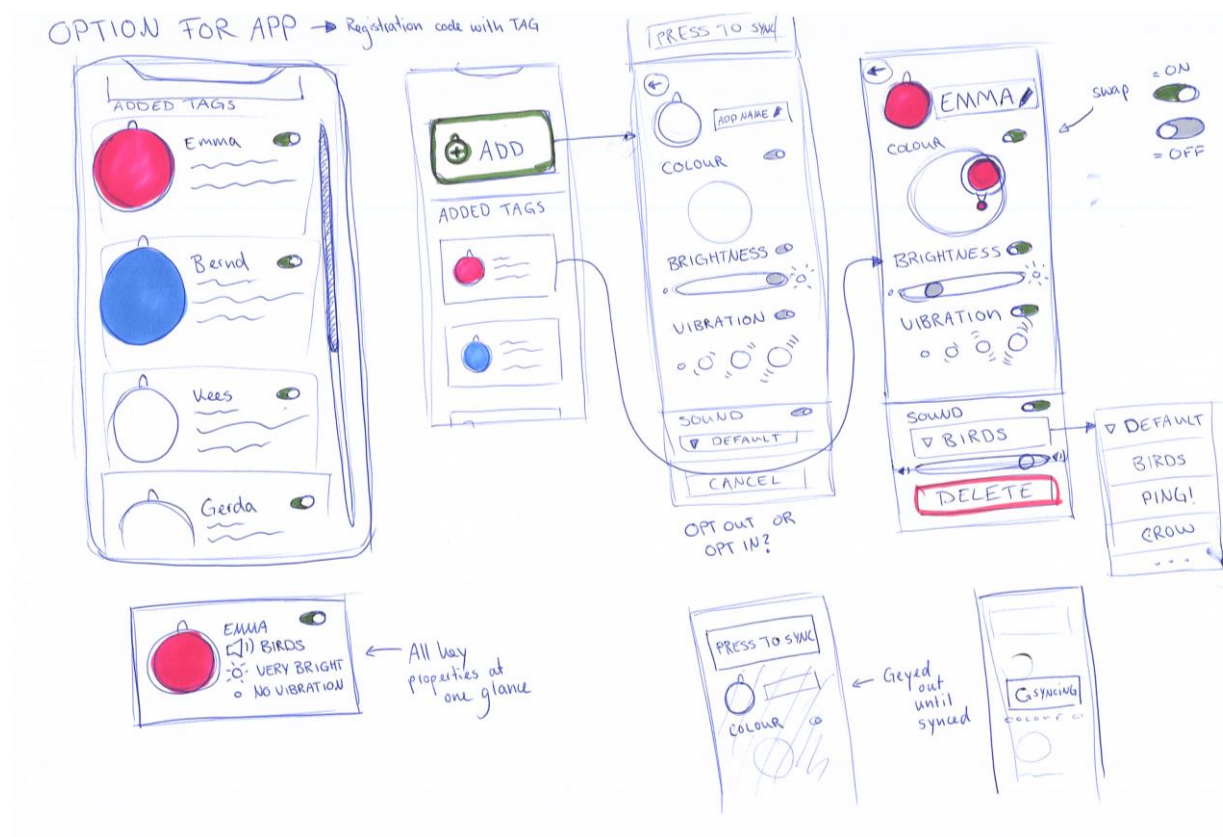 OPTION FOR APP → Registration code with TAG
ADDED TAGS
Emma
Bernd
Kees
Gerda
ADD
ADDED TAGS
PRESS TO SYNC
ADD NAME
COLOUR
BRIGHTNESS
VIBRATION
SOUND
DEFAULT
CANCEL
OPT OUT OR
OPT IN?
EMMA
COLOUR
BRIGHTNESS
VIBRATION
SOUND
BIRDS
DELETE
swap
= ON
= OFF
DEFAULT
BIRDS
PING!
CROW
...
EMMA
BIRDS
VERY BRIGHT
NO VIBRATION
All key
properties at
one glance
PRESS TO SYNC
COLOUR
Geyed
out
until
synced
SYNCING
COLOUR